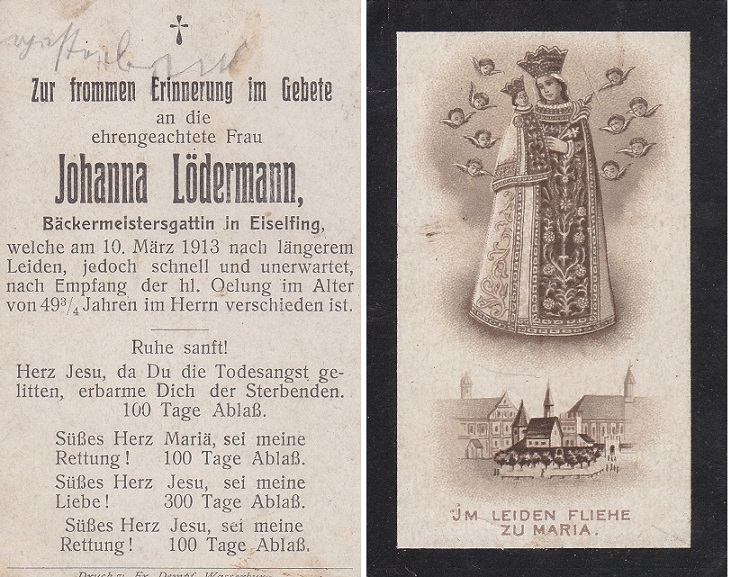 Zur frommen Erinnerung im Gebete
an die
ehrengeachtete Frau
Johanna Lödermann,
Bäckermeistersgattin in Eiselfing,
welche am 10. März 1913 nach längerem
Leiden, jedoch schnell und unerwartet,
nach Empfang der hl. Oelung im Alter
von 49¾ Jahren im Herrn verschieden ist.
Ruhe sanft!
Herz Jesu, da Du die Todesangst ge-
litten, erbarme Dich der Sterbenden.
100 Tage Ablaß.
Süßes Herz Mariä, sei meine
Rettung! 100 Tage Ablaß.
Süßes Herz Jesu, sei meine
Liebe! 300 Tage Ablaß.
Süßes Herz Jesu, sei meine
Rettung! 100 Tage Ablaß.
JM LEIDEN FLIEHE
ZU MARIA.